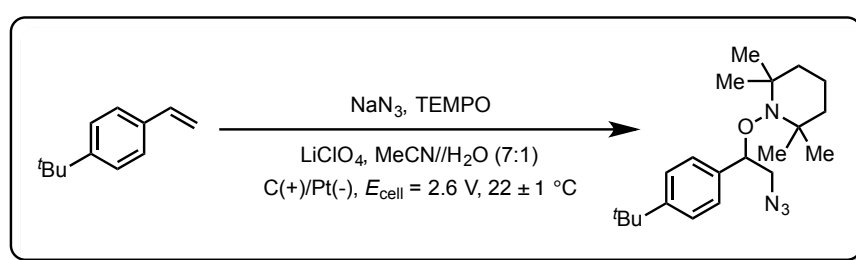 NaN₃, TEMPO
LiClO₄, MeCN//H₂O (7:1)
C(+)/Pt(-), E_cell = 2.6 V, 22 ± 1 °C
ᵗBu
Me
Me
N
O
Me
Me
N₃
ᵗBu